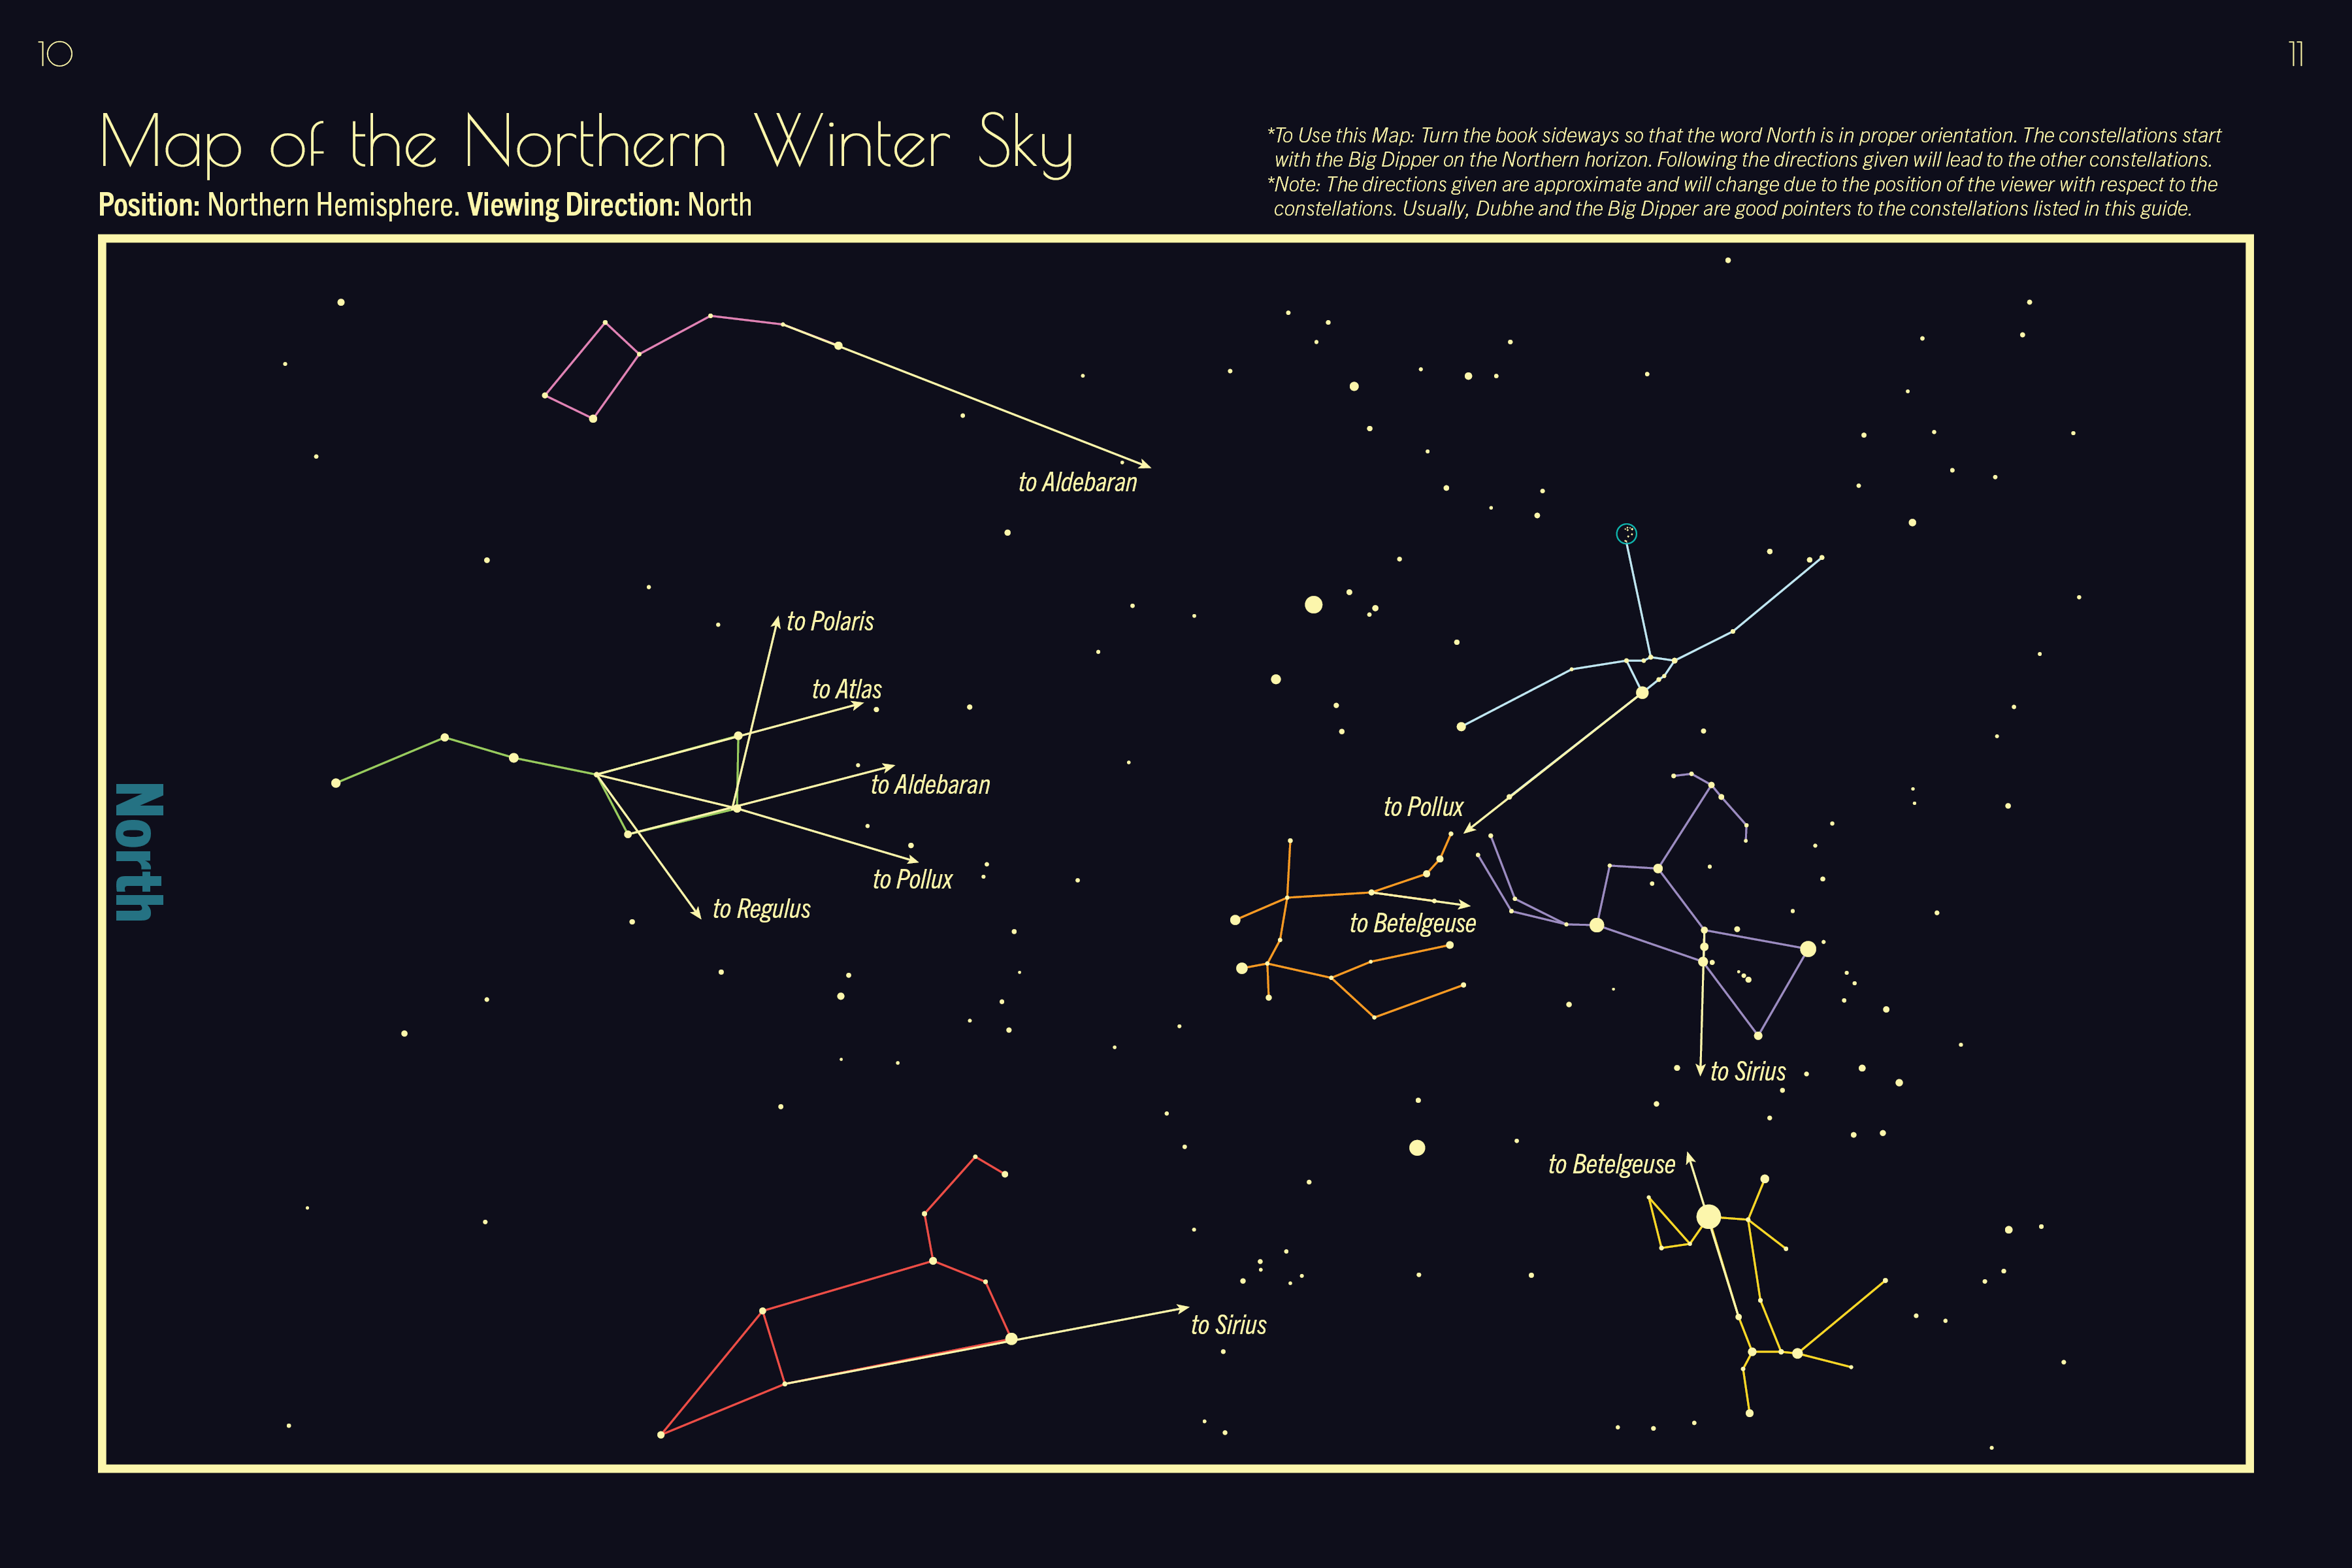 10
11
Map of the Northern Winter Sky
Position: Northern Hemisphere. Viewing Direction: North
*To Use this Map: Turn the book sideways so that the word North is in proper orientation. The constellations start
with the Big Dipper on the Northern horizon. Following the directions given will lead to the other constellations.
*Note: The directions given are approximate and will change due to the position of the viewer with respect to the
constellations. Usually, Dubhe and the Big Dipper are good pointers to the constellations listed in this guide.
to Aldebaran
to Polaris
to Atlas
to Aldebaran
to Pollux
to Regulus
North
to Pollux
to Betelgeuse
to Sirius
to Betelgeuse
to Sirius